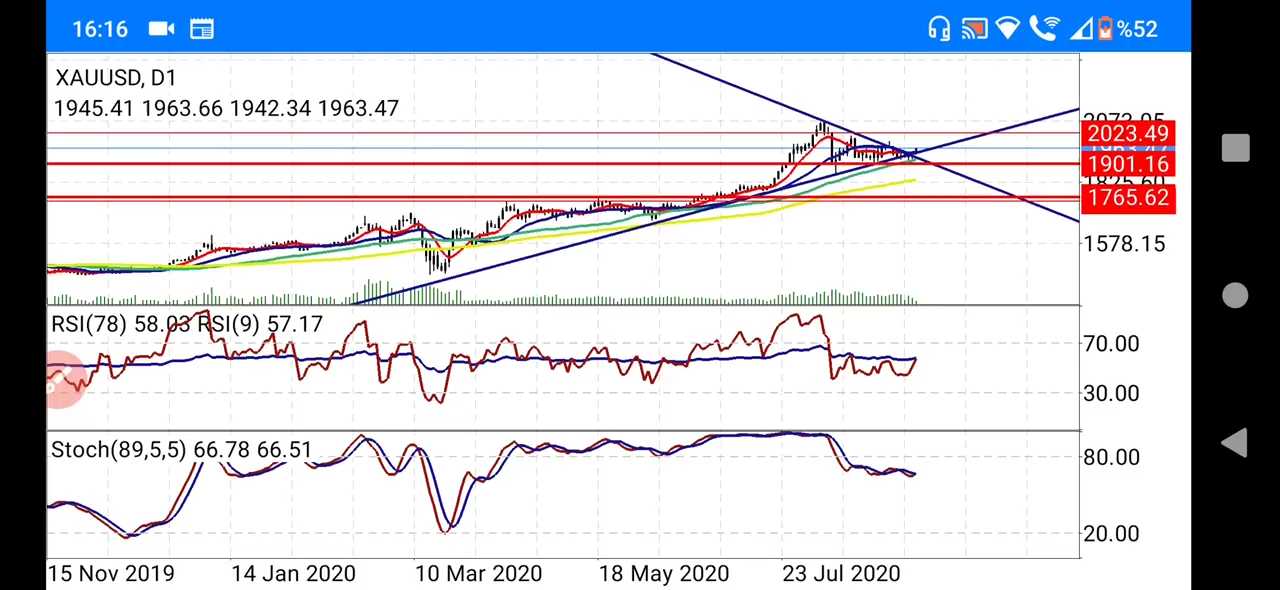 16:16
%52
XAUUSD, D1
1945.41 1963.66 1942.34 1963.47
2023.49
1901.16
1765.62
1578.15
RSI(78) 58.03 RSI(9) 57.17
70.00
30.00
Stoch(89,5,5) 66.78 66.51
80.00
20.00
15 Nov 2019 14 Jan 2020 10 Mar 2020 18 May 2020 23 Jul 2020